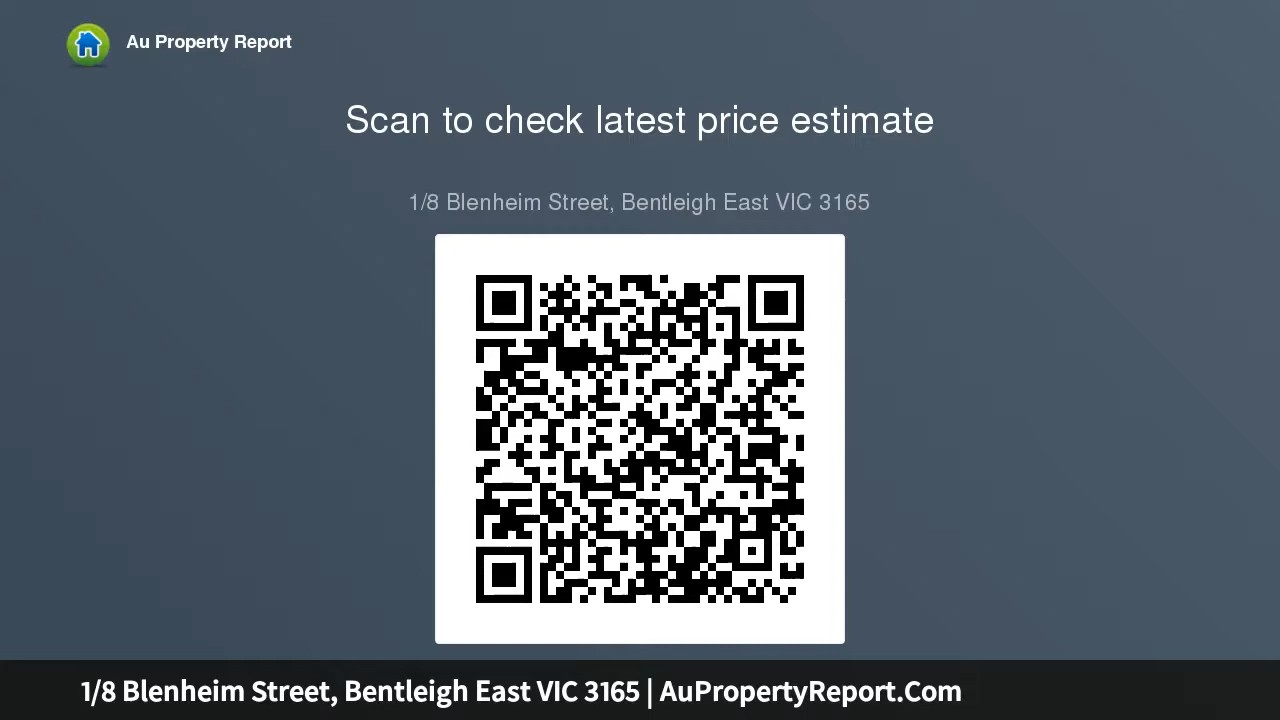 Au Property Report
Scan to check latest price estimate
1/8 Blenheim Street, Bentleigh East VIC 3165
1/8 Blenheim Street, Bentleigh East VIC 3165 | AuPropertyReport.Com